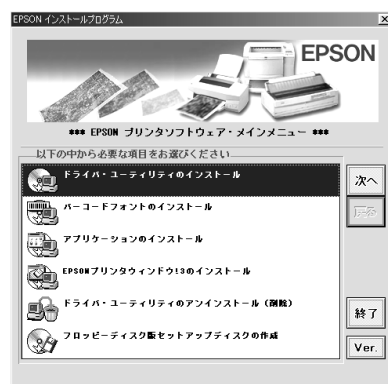 EPSON インストールプログラム
EPSON
*** EPSON プリンタソフトウェア・メインメニュー ***
以下の中から必要な項目をお選びください
ドライバ・ユーティリティのインストール
バーコードフォントのインストール
アプリケーションのインストール
EPSONプリンタウィンドウ!3のインストール
ドライバ・ユーティリティのアンインストール（削除）
フロッピーディスク版セットアップディスクの作成
次へ
戻る
終了
Ver.